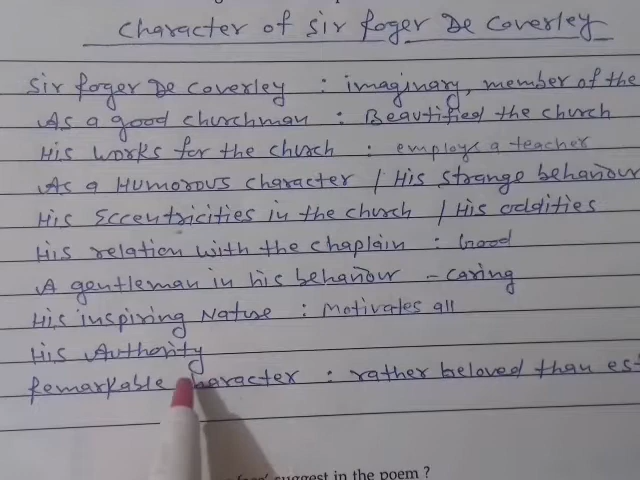 Character of Sir Roger De Coverley
Sir Roger De Coverley : imaginary, member of the
As a good churchman : Beautified the church
His works for the church : employs a teacher
As a Humorous character / His strange behaviour
His Eccentricities in the church / His oddities
His relation with the chaplain : Good
A gentleman in his behaviour - caring
His inspiring Nature : Motivates all
His Authority
Remarkable character : rather beloved than es
suggest in the poem ?